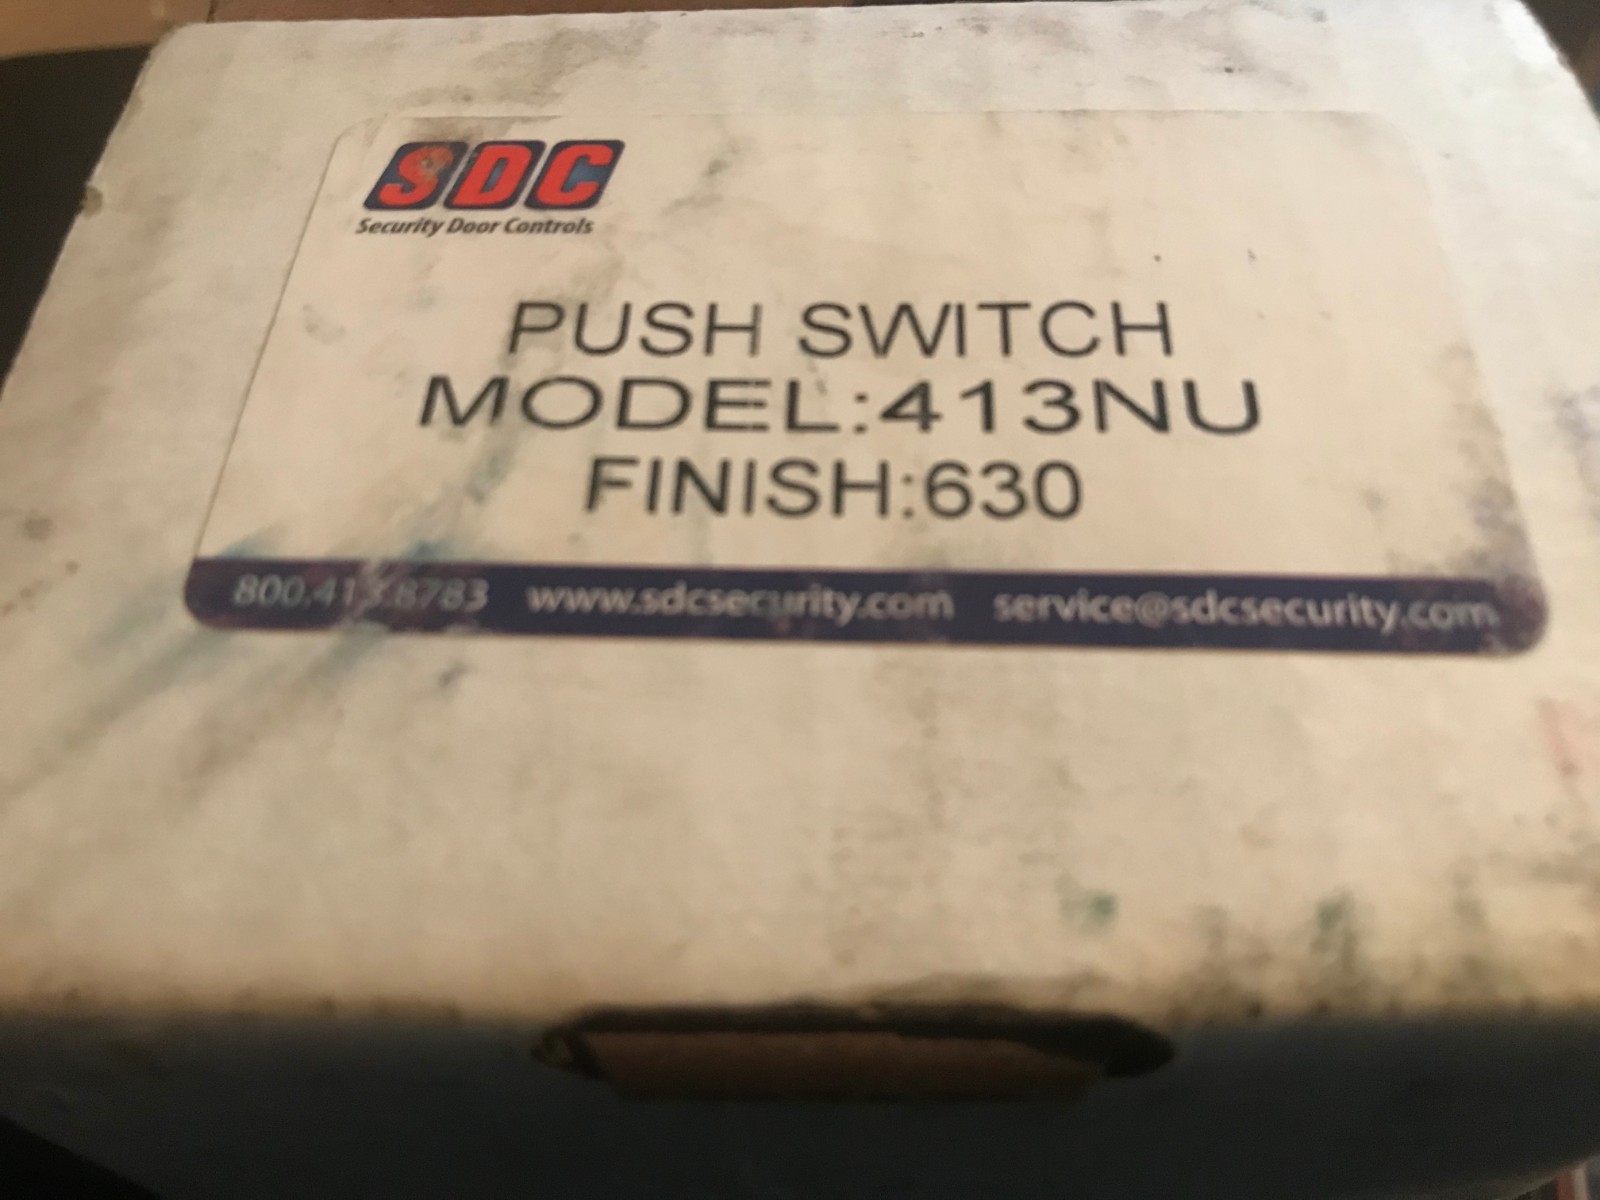 SDC
Security Door Controls
PUSH SWITCH
MODEL:413NU
FINISH:630
www.sdcsecurity.com service@sdcsecurity.com